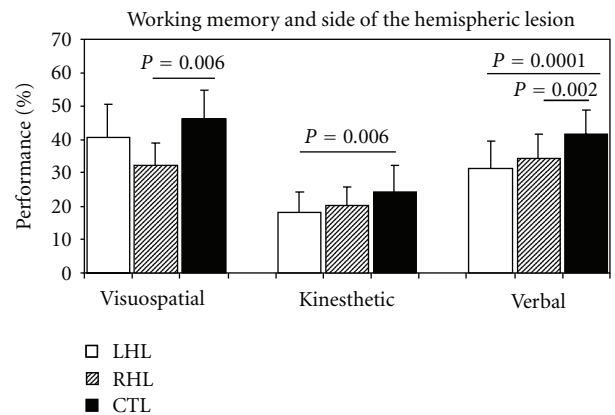 Working memory and side of the hemispheric lesion
Performance (%)
70
60
50
40
30
20
10
0
P = 0.006
P = 0.006
P = 0.0001
P = 0.002
Visuospatial
Kinesthetic
Verbal
LHL
RHL
CTL